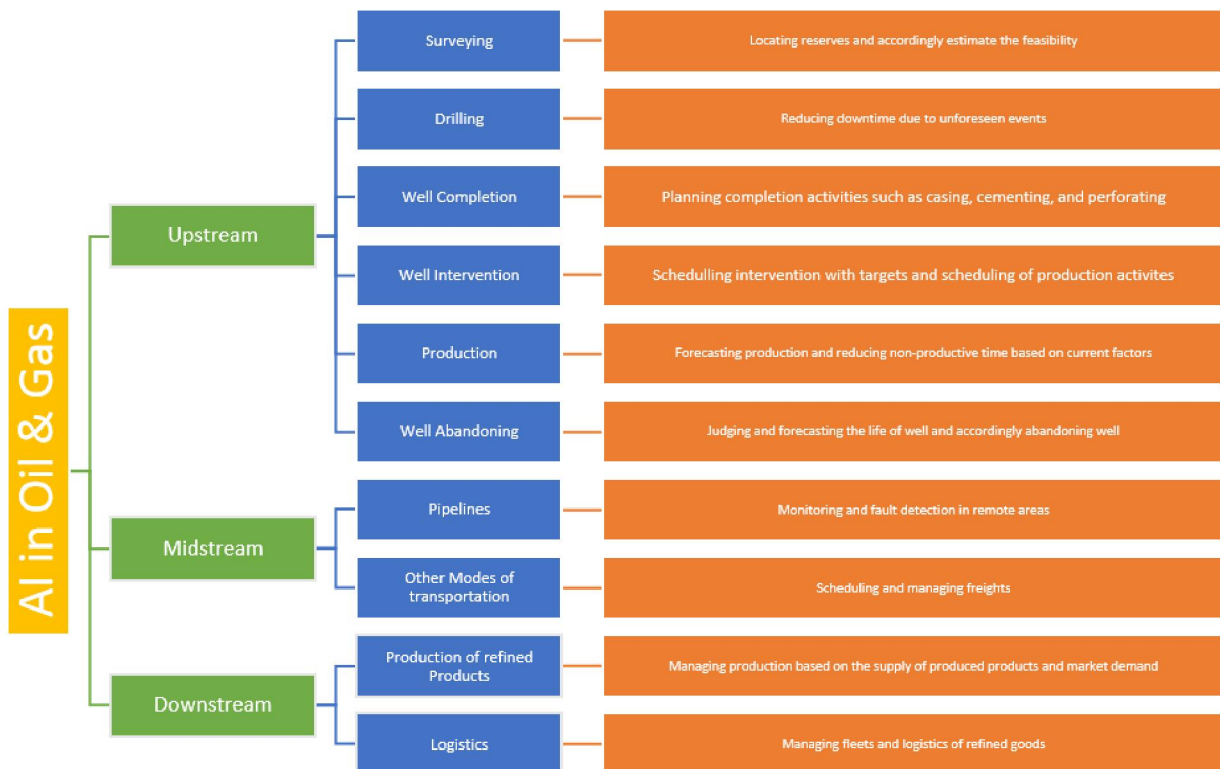 AI in Oil & Gas
Upstream
Surveying
Locating reserves and accordingly estimate the feasibility
Drilling
Reducing downtime due to unforeseen events
Well Completion
Planning completion activities such as casing, cementing, and perforating
Well Intervention
Schedulling intervention with targets and scheduling of production activites
Production
Forecasting production and reducing non-productive time based on current factors
Well Abandoning
Judging and forecasting the life of well and accordingly abandoning well
Midstream
Pipelines
Monitoring and fault detection in remote areas
Other Modes of
transportation
Scheduling and managing freights
Downstream
Production of refined
Products
Managing production based on the supply of produced products and market demand
Logistics
Managing fleets and logistics of refined goods